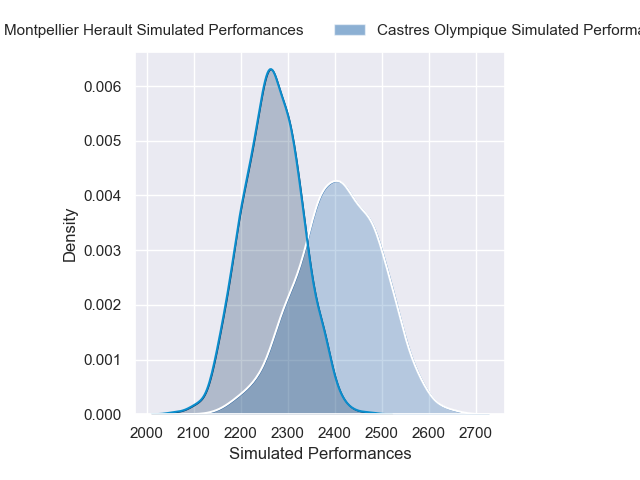 Montpellier Herault Simulated Performances
Castres Olympique Simulated Performa
0.006
0.005
0.004
0.003
0.002
0.001
0.000
Density
2000 2100 2200 2300 2400 2500 2600 2700
Simulated Performances